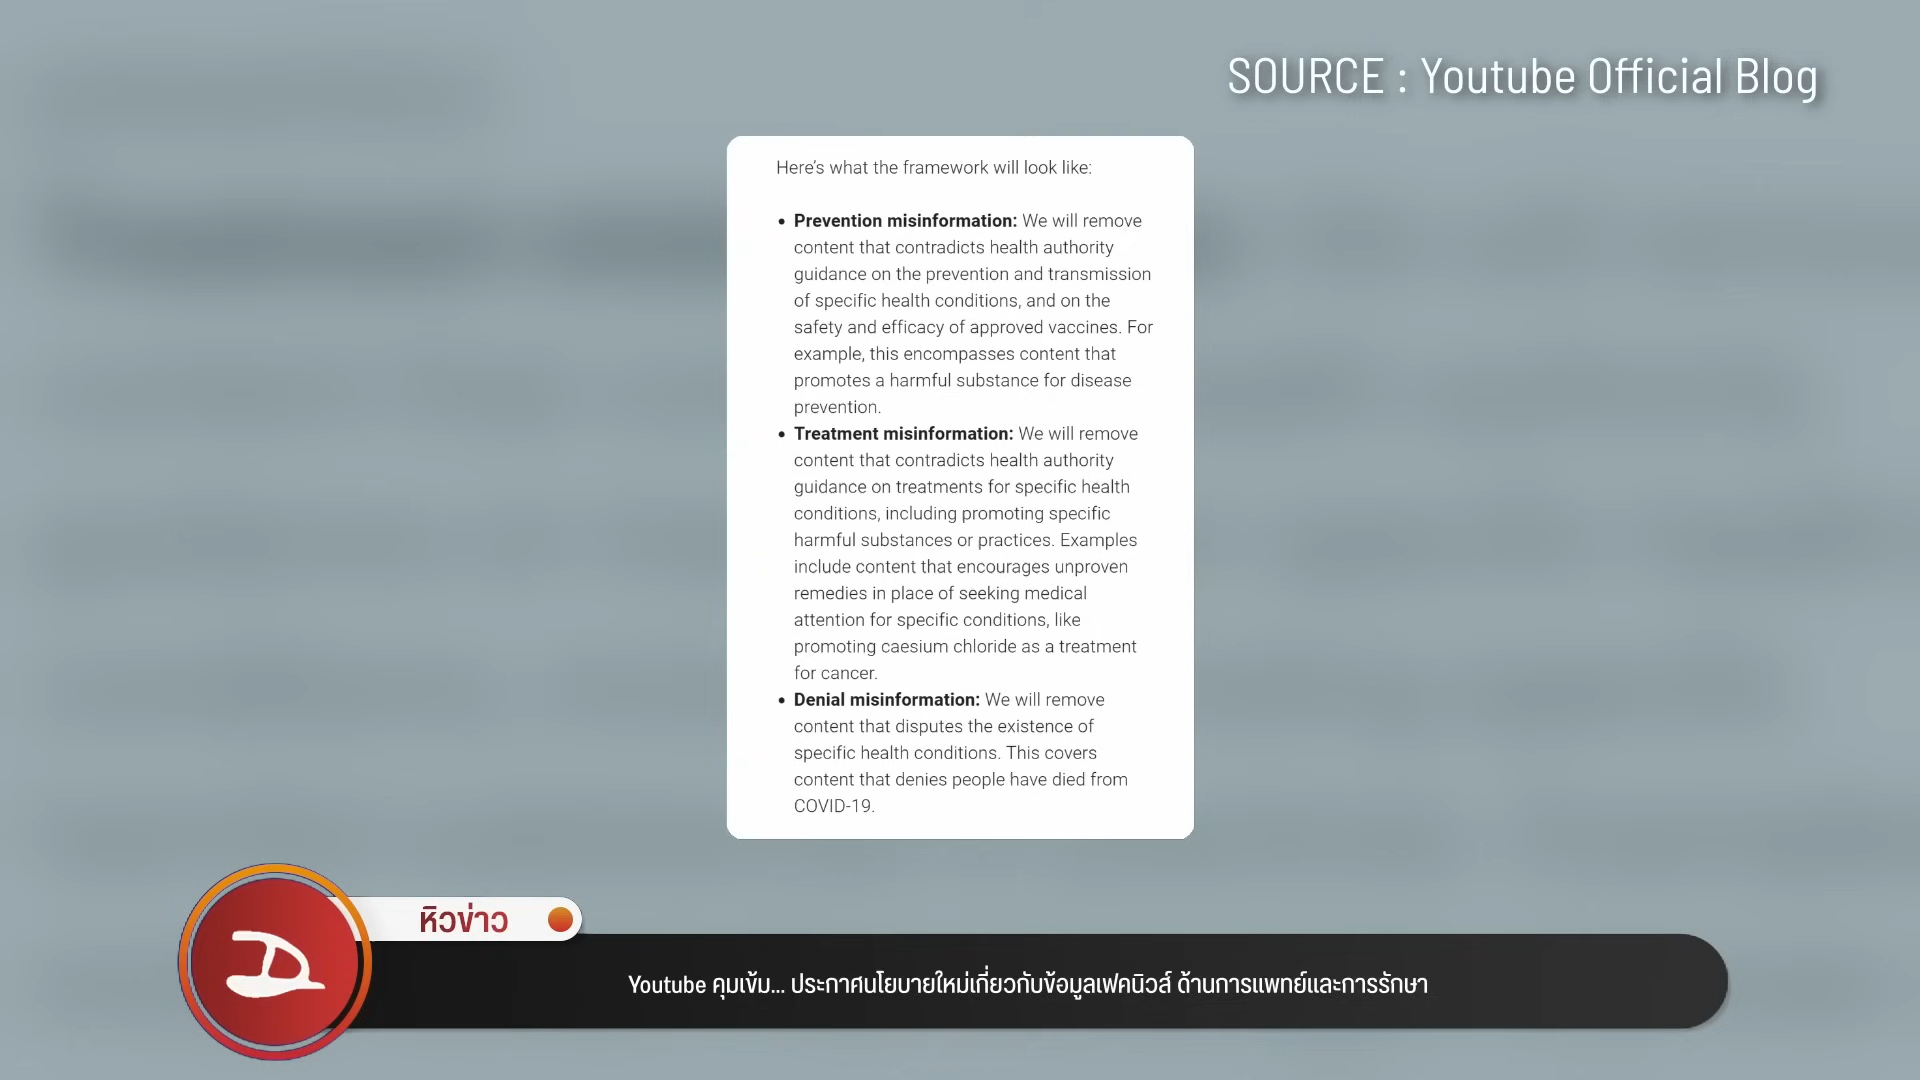 SOURCE : Youtube Official Blog
Here's what the framework will look like:
• Prevention misinformation: We will remove
content that contradicts health authority
guidance on the prevention and transmission
of specific health conditions, and on the
safety and efficacy of approved vaccines. For
example, this encompasses content that
promotes a harmful substance for disease
prevention.
• Treatment misinformation: We will remove
content that contradicts health authority
guidance on treatments for specific health
conditions, including promoting specific
harmful substances or practices. Examples
include content that encourages unproven
remedies in place of seeking medical
attention for specific conditions, like
promoting caesium chloride as a treatment
for cancer.
• Denial misinformation: We will remove
content that disputes the existence of
specific health conditions. This covers
content that denies people have died from
COVID-19.
หิวข่าว
Youtube คุมเข้ม... ประกาศนโยบายใหม่เกี่ยวกับข้อมูลเฟคนิวส์ ด้านการแพทย์และการรักษา